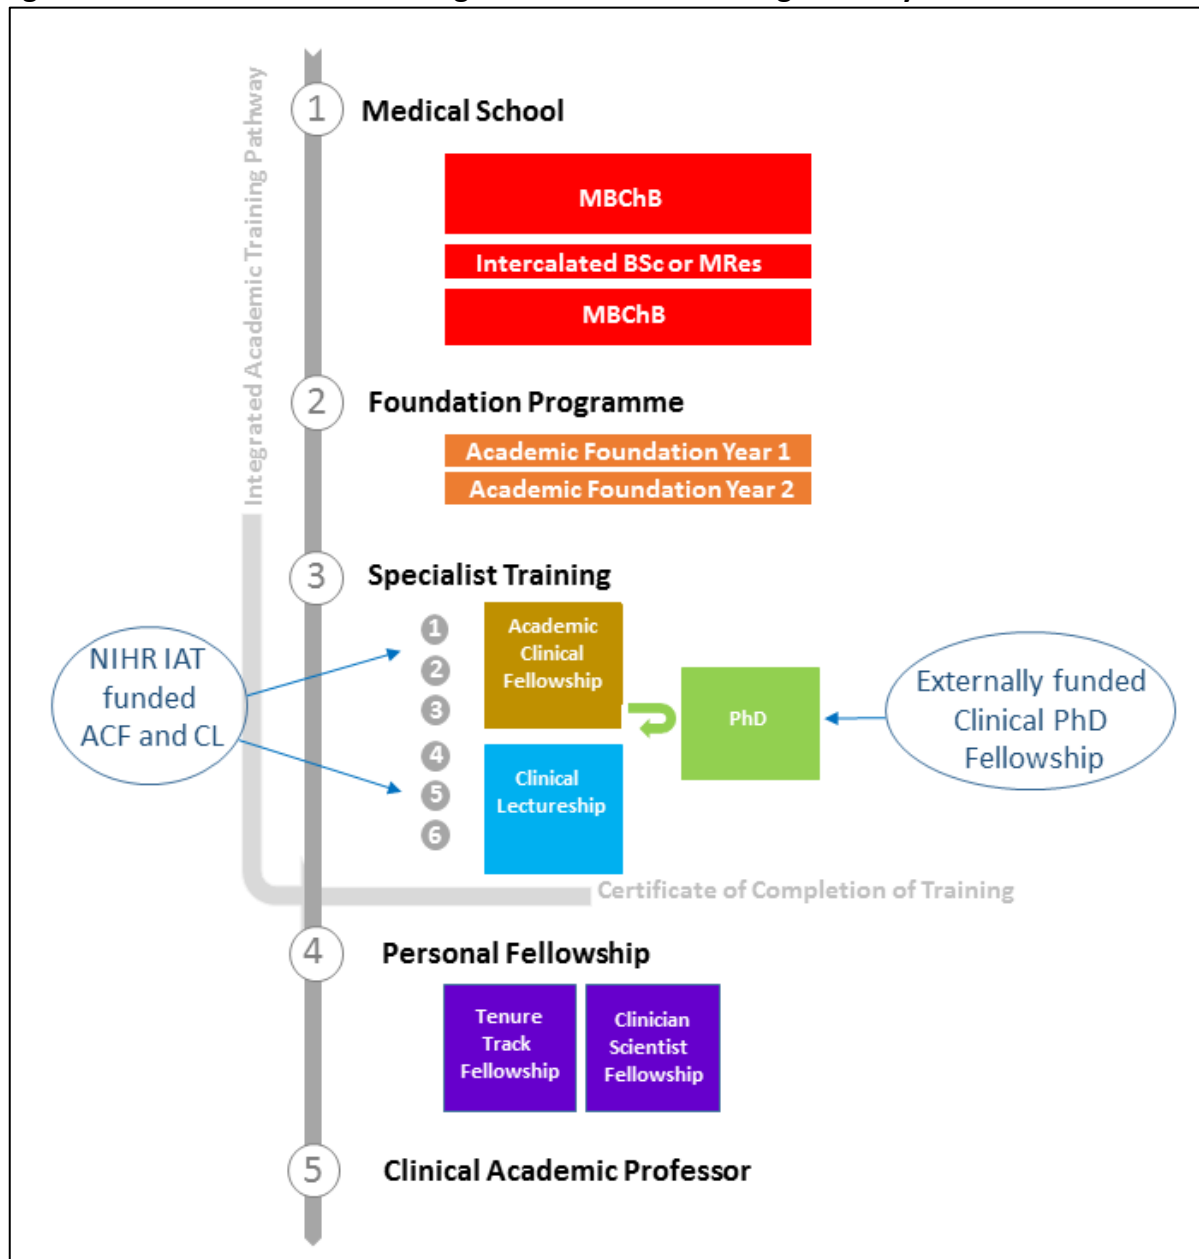 Integrated Academic Training Pathway
1
Medical School
MBChB
Intercalated BSc or MRes
MBChB
2
Foundation Programme
Academic Foundation Year 1
Academic Foundation Year 2
3
Specialist Training
1
2
3
4
5
6
Academic
Clinical
Fellowship
Clinical
Lectureship
PhD
NIHR IAT
funded
ACF and CL
Externally funded
Clinical PhD
Fellowship
Certificate of Completion of Training
4
Personal Fellowship
Tenure
Track
Fellowship
Clinician
Scientist
Fellowship
5
Clinical Academic Professor